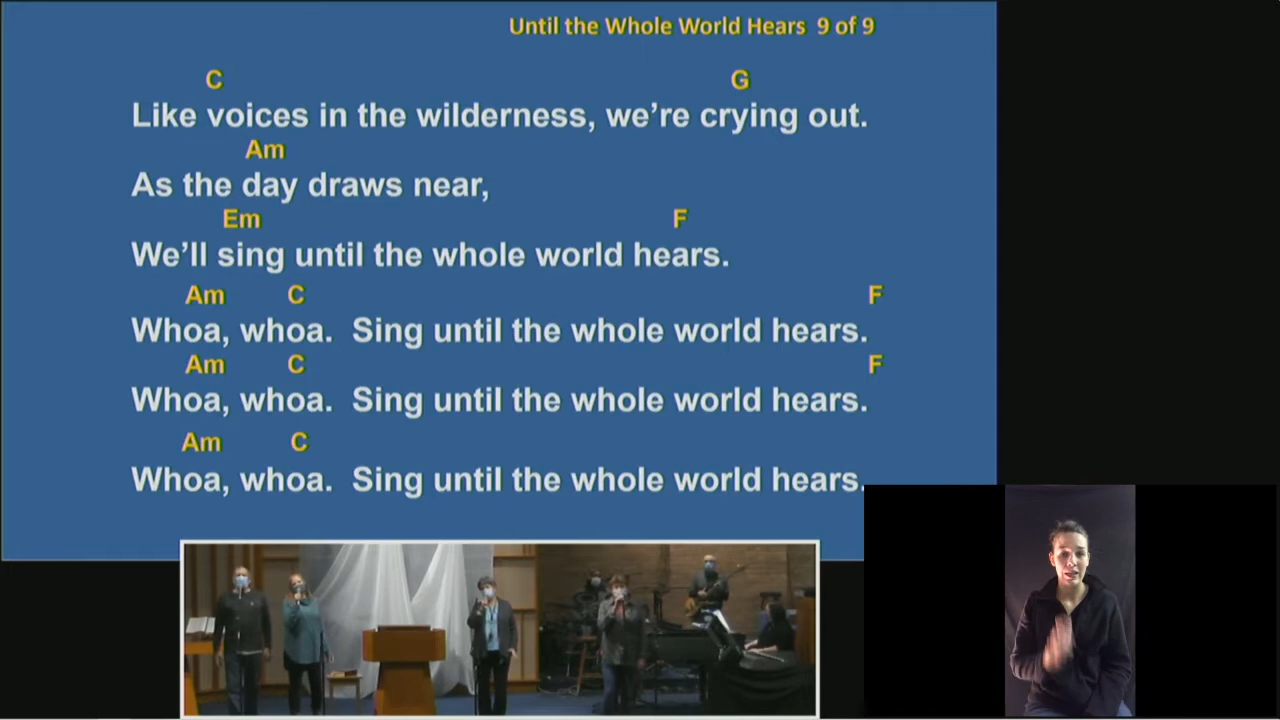 Until the Whole World Hears 9 of 9
C G
Like voices in the wilderness, we're crying out.
Am
As the day draws near,
Em F
We'll sing until the whole world hears.
Am C F
Whoa, whoa. Sing until the whole world hears.
Am C F
Whoa, whoa. Sing until the whole world hears.
Am C
Whoa, whoa. Sing until the whole world hears.